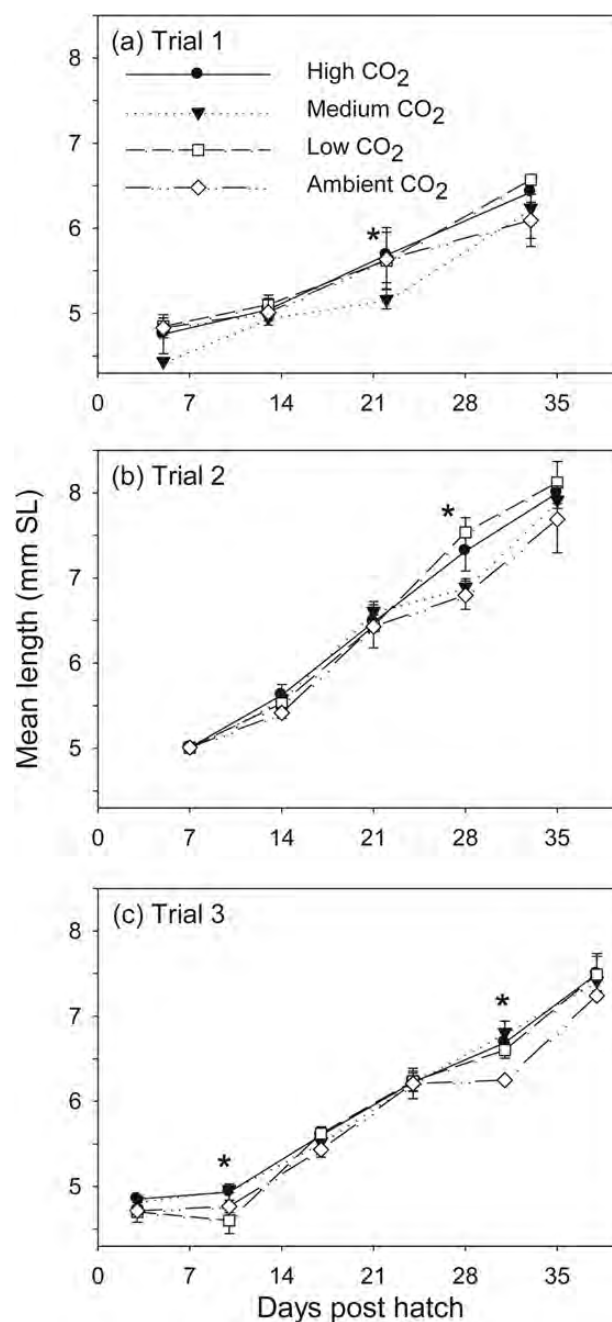 (a) Trial 1
High CO2
Medium CO2
Low CO2
Ambient CO2
8
7
6
5
*
0 7 14 21 28 35
(b) Trial 2
8
7
6
5
*
0 7 14 21 28 35
Mean length (mm SL)
(c) Trial 3
8
7
6
5
*
*
0 7 14 21 28 35
Days post hatch